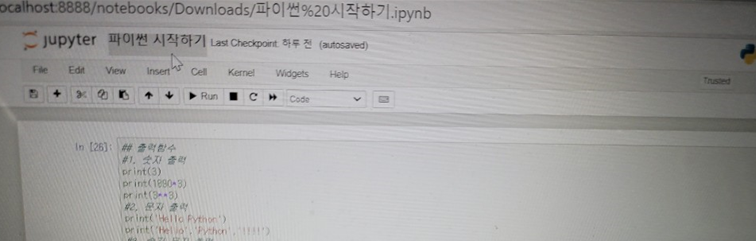 ocalhost:8888/notebooks/Downloads/파이썬%20시작하기.ipynb
jupyter 파이썬 시작하기 Last Checkpoint: 하루 전 (autosaved)
File Edit View Insert Cell Kernel Widgets Help
Trusted
Run Code
In [26]: ## 출력함수
#1. 숫자 출력
print(3)
print(1890*3)
print(3**3)
#2. 문자 출력
print('Hello Python')
print('Hello','Python','!!!!')